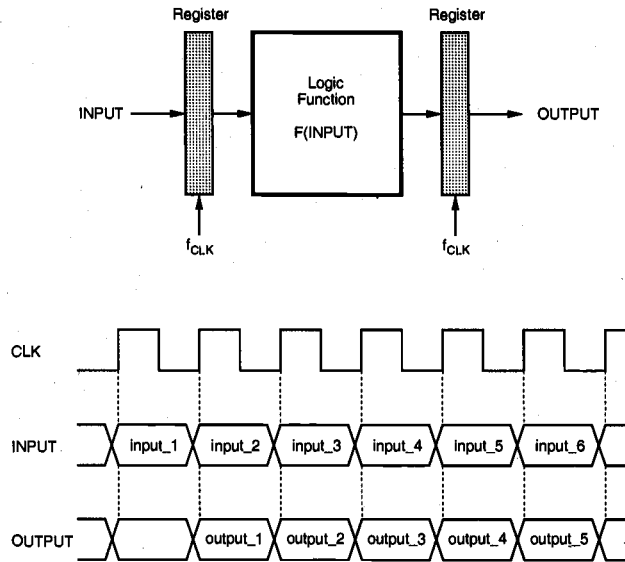 Register
Register
Logic
Function
F(INPUT)
INPUT
OUTPUT
fCLK
fCLK
CLK
INPUT
input_1
input_2
input_3
input_4
input_5
input_6
OUTPUT
output_1
output_2
output_3
output_4
output_5